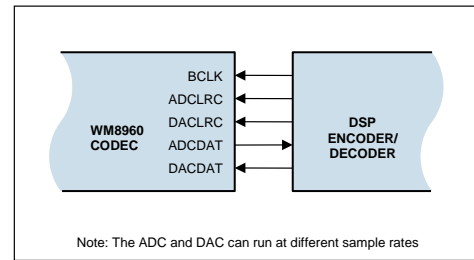 BCLK
ADCLRC
DACLRC
ADCDAT
DACDAT
WM8960
CODEC
DSP
ENCODER/
DECODER
Note: The ADC and DAC can run at different sample rates